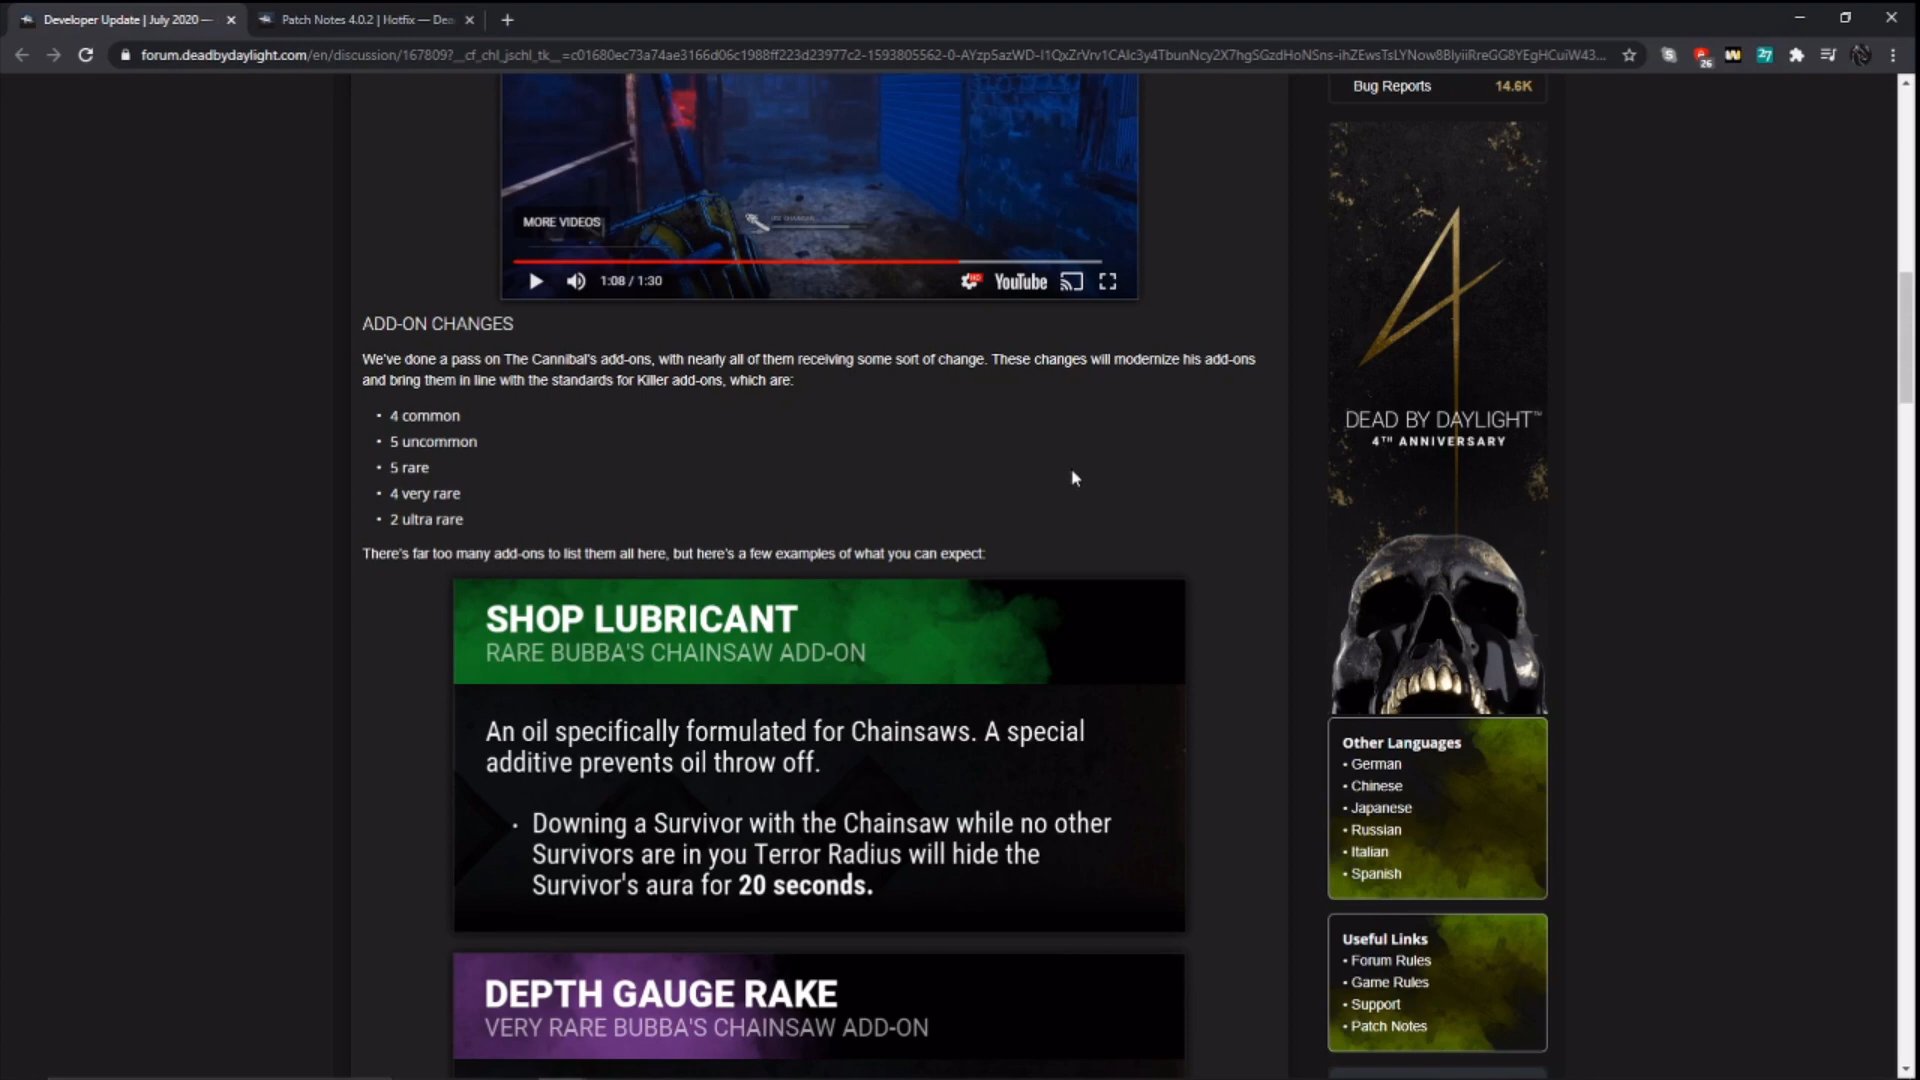 Developer Update | July 2020 —
Patch Notes 4.0.2 | Hotfix — Dea
26
27
Bug Reports 14.6K
MORE VIDEOS
1:08 / 1:30
HD
YouTube
ADD-ON CHANGES
We've done a pass on The Cannibal's add-ons, with nearly all of them receiving some sort of change. These changes will modernize his add-ons
and bring them in line with the standards for Killer add-ons, which are:
• 4 common
• 5 uncommon
• 5 rare
• 4 very rare
• 2 ultra rare
There's far too many add-ons to list them all here, but here's a few examples of what you can expect:
SHOP LUBRICANT
RARE BUBBA'S CHAINSAW ADD-ON
An oil specifically formulated for Chainsaws. A special
additive prevents oil throw off.
· Downing a Survivor with the Chainsaw while no other
Survivors are in you Terror Radius will hide the
Survivor's aura for 20 seconds.
DEPTH GAUGE RAKE
VERY RARE BUBBA'S CHAINSAW ADD-ON
DEAD BY DAYLIGHT™
4TH ANNIVERSARY
Other Languages
• German
• Chinese
• Japanese
• Russian
• Italian
• Spanish
Useful Links
• Forum Rules
• Game Rules
• Support
• Patch Notes